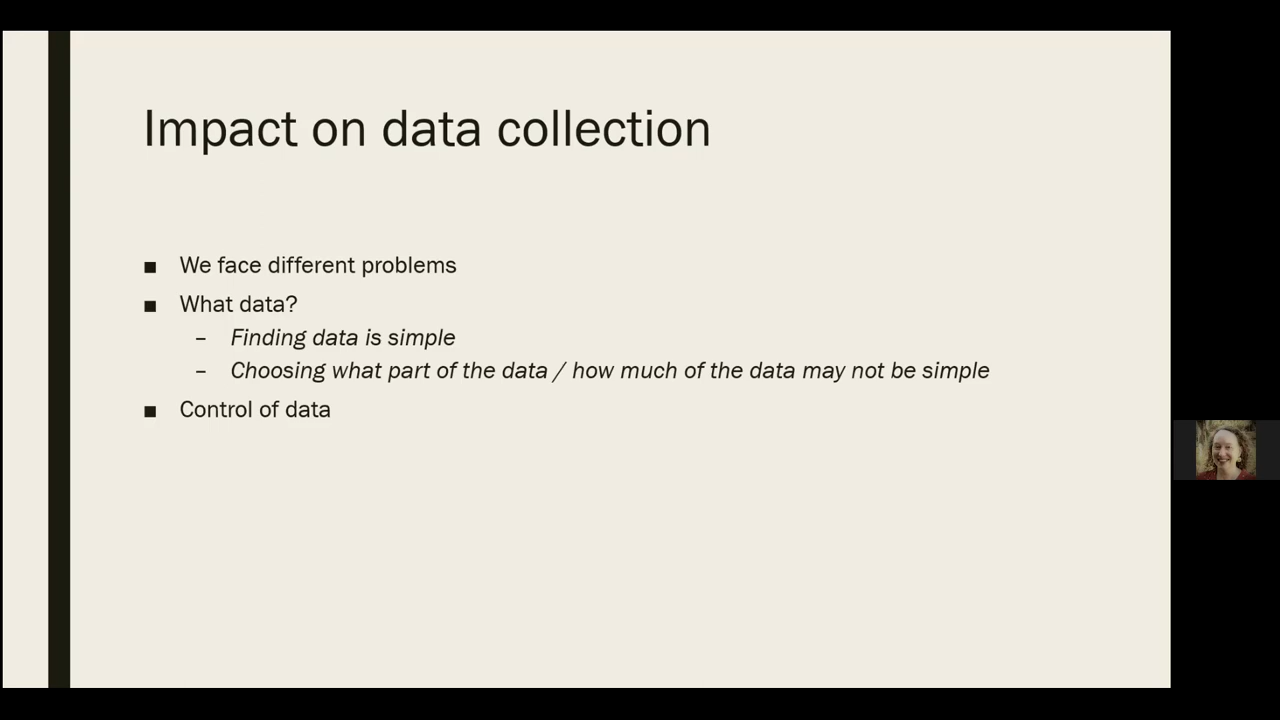 Impact on data collection
■ We face different problems
■ What data?
– Finding data is simple
– Choosing what part of the data / how much of the data may not be simple
■ Control of data